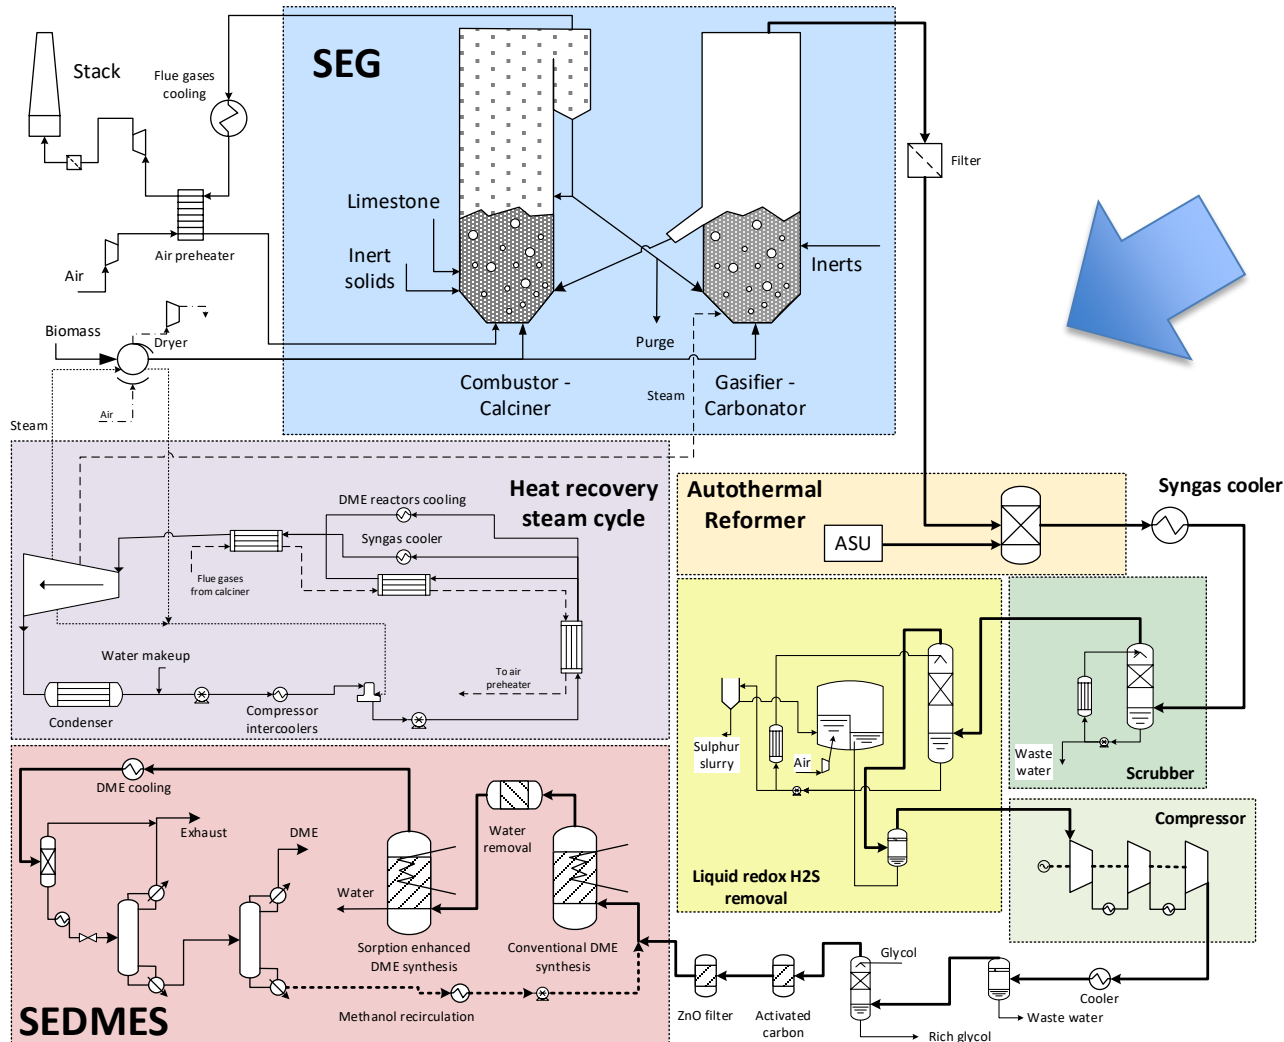 SEG
Stack
Flue gases
cooling
Filter
Limestone
Inert
solids
Inerts
Air preheater
Air
Biomass
Dryer
Purge
Air
Steam
Combustor -
Calciner
Gasifier -
Carbonator
Steam
Heat recovery
steam cycle
DME reactors cooling
Syngas cooler
Flue gases
from calciner
Water makeup
To air
preheater
Condenser
Compressor
intercoolers
Autothermal
Reformer
ASU
Syngas cooler
Sulphur
slurry
Air
Liquid redox H2S
removal
Waste
water
Scrubber
Compressor
DME cooling
Exhaust
DME
Water
removal
Water
Sorption enhanced
DME synthesis
Conventional DME
synthesis
Methanol recirculation
SEDMES
ZnO filter
Activated
carbon
Glycol
Rich glycol
Cooler
Waste water